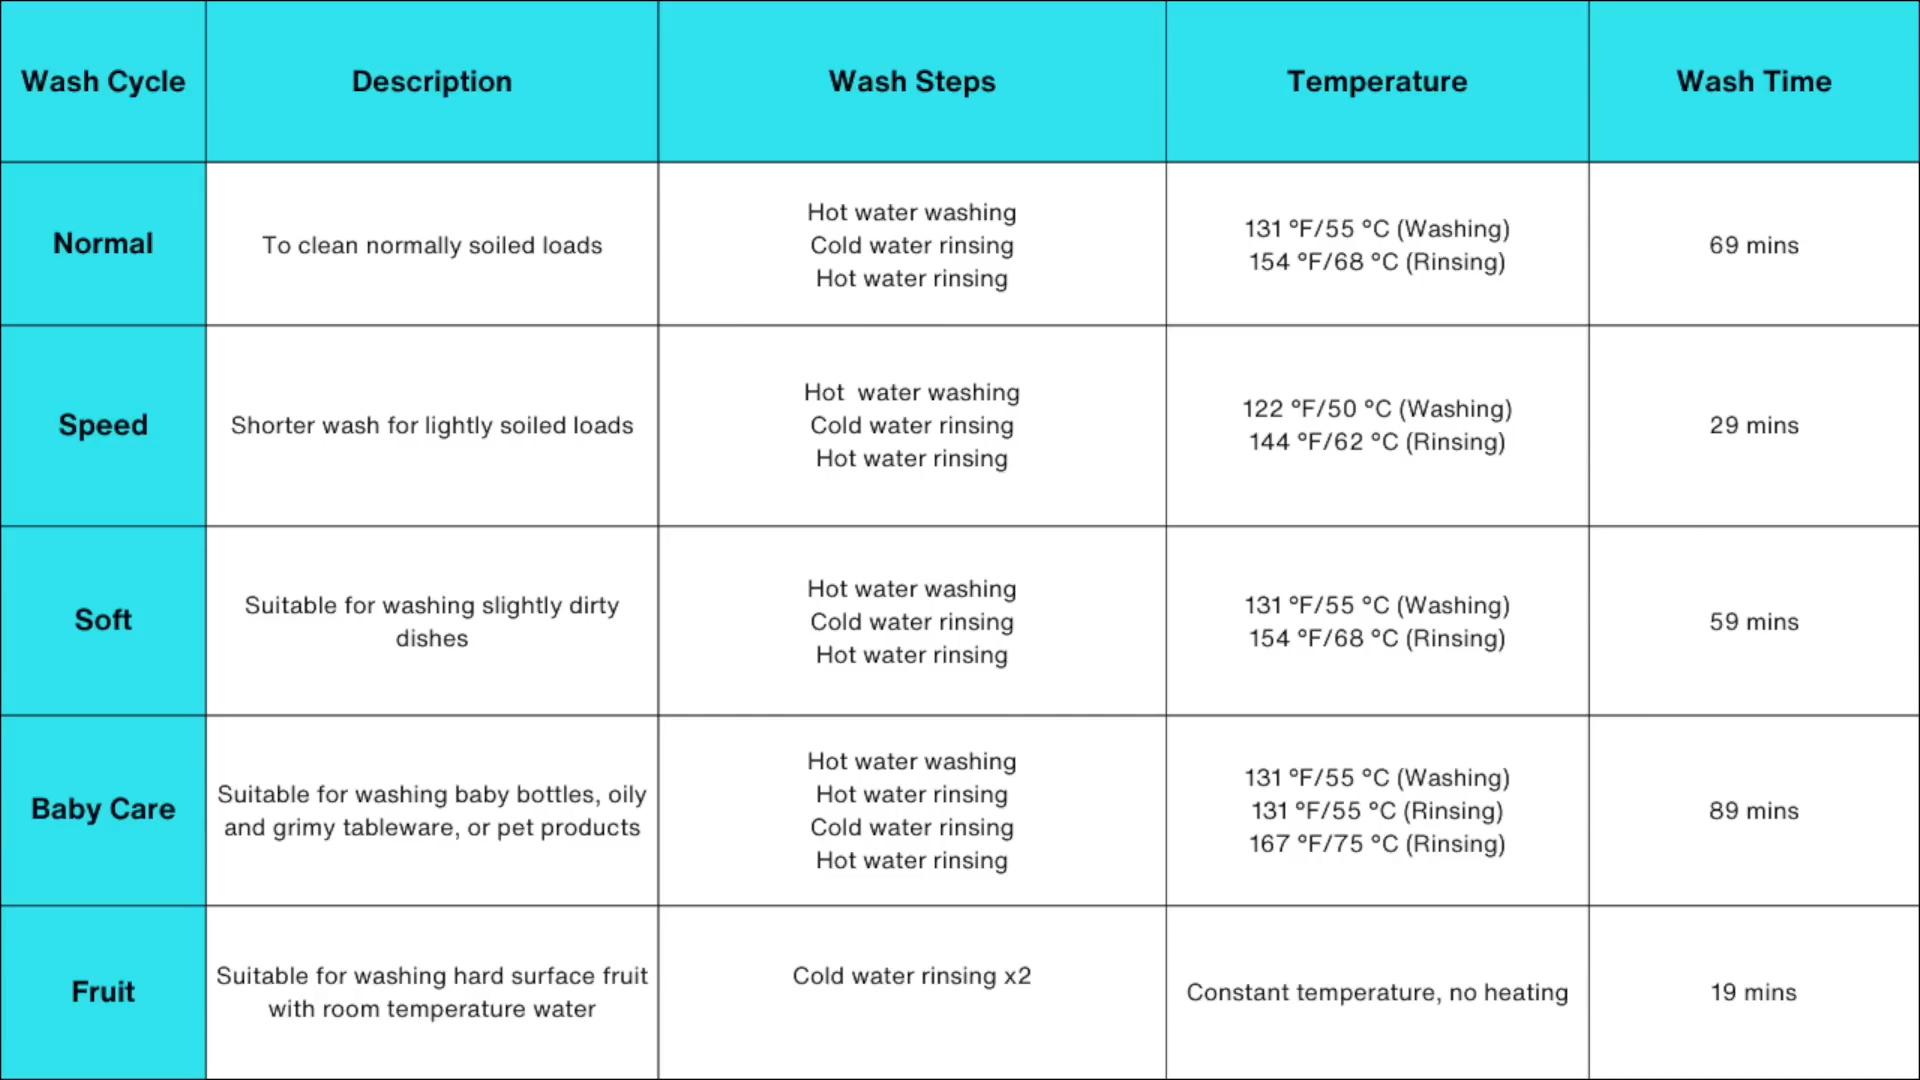 Wash Cycle
Description
Wash Steps
Temperature
Wash Time
Normal
To clean normally soiled loads
Hot water washing
Cold water rinsing
Hot water rinsing
131 °F/55 °C (Washing)
154 °F/68 °C (Rinsing)
69 mins
Speed
Shorter wash for lightly soiled loads
Hot  water washing
Cold water rinsing
Hot water rinsing
122 °F/50 °C (Washing)
144 °F/62 °C (Rinsing)
29 mins
Soft
Suitable for washing slightly dirty
dishes
Hot water washing
Cold water rinsing
Hot water rinsing
131 °F/55 °C (Washing)
154 °F/68 °C (Rinsing)
59 mins
Baby Care
Suitable for washing baby bottles, oily
and grimy tableware, or pet products
Hot water washing
Hot water rinsing
Cold water rinsing
Hot water rinsing
131 °F/55 °C (Washing)
131 °F/55 °C (Rinsing)
167 °F/75 °C (Rinsing)
89 mins
Fruit
Suitable for washing hard surface fruit
with room temperature water
Cold water rinsing x2
Constant temperature, no heating
19 mins